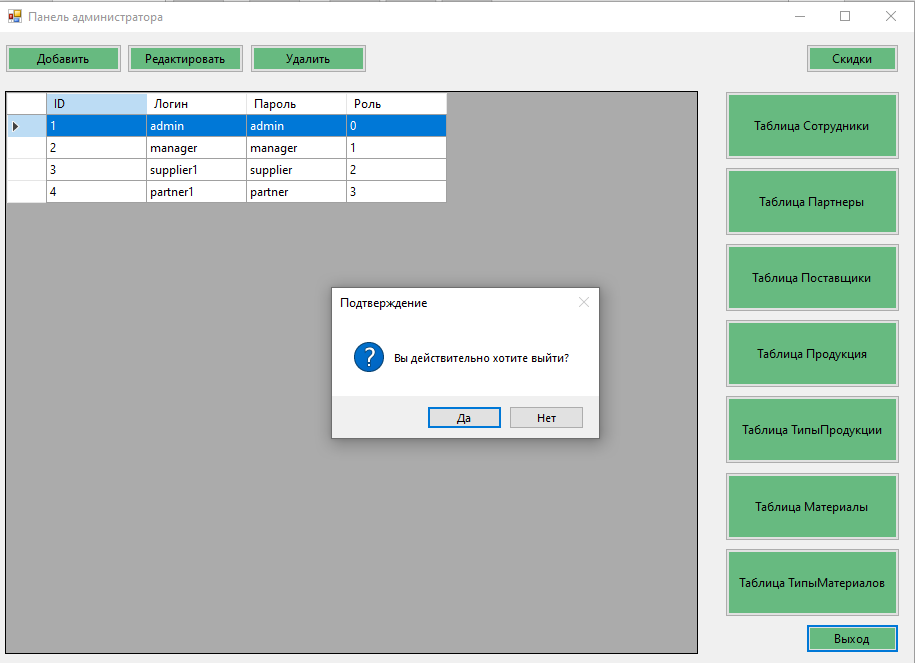 Панель администратора
Добавить Редактировать Удалить Скидки
ID Логин Пароль Роль
1 admin admin 0
2 manager manager 1
3 supplier1 supplier 2
4 partner1 partner 3
Таблица Сотрудники
Таблица Партнеры
Таблица Поставщики
Таблица Продукция
Таблица ТипыПродукции
Таблица Материалы
Таблица ТипыМатериалов
Выход
Подтверждение
?
Вы действительно хотите выйти?
Да Нет